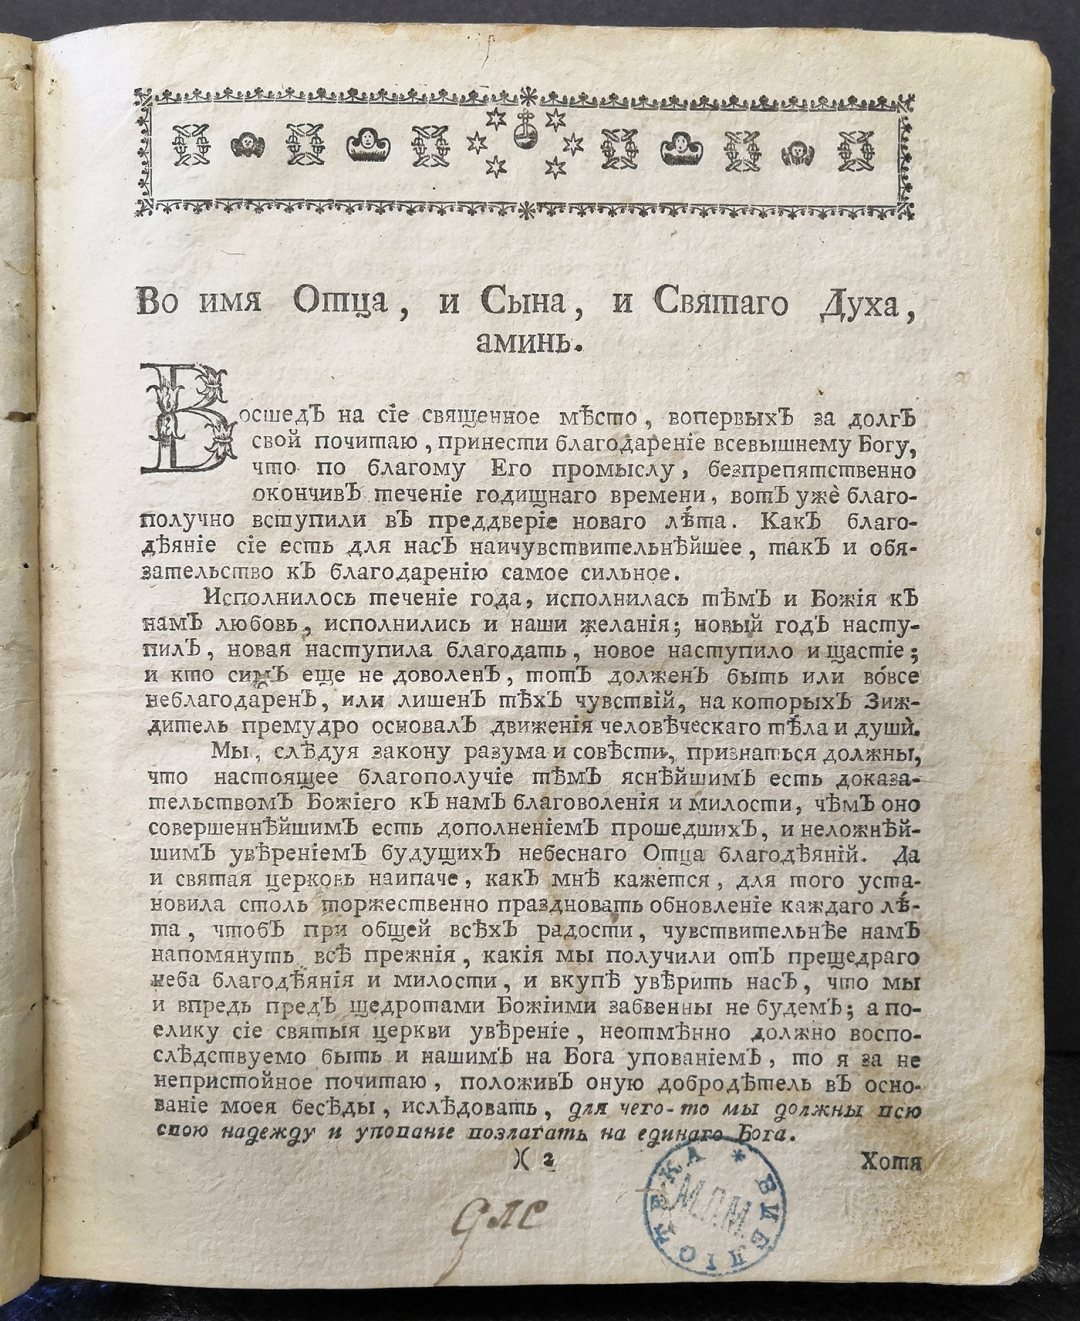 Во имя Отца, и Сына, и Святаго Духа,
аминь.
Восшедъ на сіе священное мѣсто, вопервыхъ за долгъ
свой почитаю, принести благодареніе всевышнему Богу,
что по благому Его промыслу, безпрепятственно
окончивъ теченіе годищнаго времени, вотъ ужѐ благо-
получно вступили въ преддверіе новаго лѣ́та. Какъ благо-
дѣяніе сіе есть для насъ наичувствительнѣйшее, такъ и обя-
зательство къ благодаренію самое сильное.
Исполнилось теченіе года, исполнилась тѣмъ и Божія къ
намъ любовь, исполнились и наши желанія; новый годъ насту-
пилъ, новая наступила благодать, новое наступило и щастіе;
и кто симъ еще не доволенъ, тотъ долженъ быть или во́все
неблагодаренъ, или лишенъ тѣхъ чувствій, на которыхъ Зиж-
дитель премудро основалъ движенія человѣческаго тѣла и души̇.
Мы, слѣдуя закону разума и совѣсти, признаться должны,
что настоящее благополучіе тѣмъ яснѣйшимъ есть доказа-
тельствомъ Божіего къ намъ благоволенія и милости, чѣмъ оно
совершеннѣйшимъ есть дополненіемъ прошедшихъ, и неложнѣй-
шимъ увѣреніемъ будущихъ небеснаго Отца благодѣяній. Да
и святая церковь наипаче, какъ мнѣ кажется, для того уста-
новила столь торжественно праздновать обновленіе каждаго лѣ́-
та, чтобъ при общей всѣхъ радости, чувствительнѣе намъ
напомянуть всѣ прежнія, какія мы получили отъ прещедраго
неба благодѣянія и милости, и вкупѣ увѣрить насъ, что мы
и впредь предъ щедротами Божіими забвенны не будемъ; а по-
елику сіе святыя церкви увѣреніе, неотмѣнно должно воспо-
слѣдствуемо быть и нашимъ на Бога упованіемъ, то я за не
непристойное почитаю, положивъ оную добродѣтель въ осно-
ваніе моея бесѣды, ислѣдовать, для чего-то мы должны всю
свою надежду и упованіе возлагать на единаго Бога.
)( 2
Хотя
БИБЛІОТЕКА *
М.П.М.